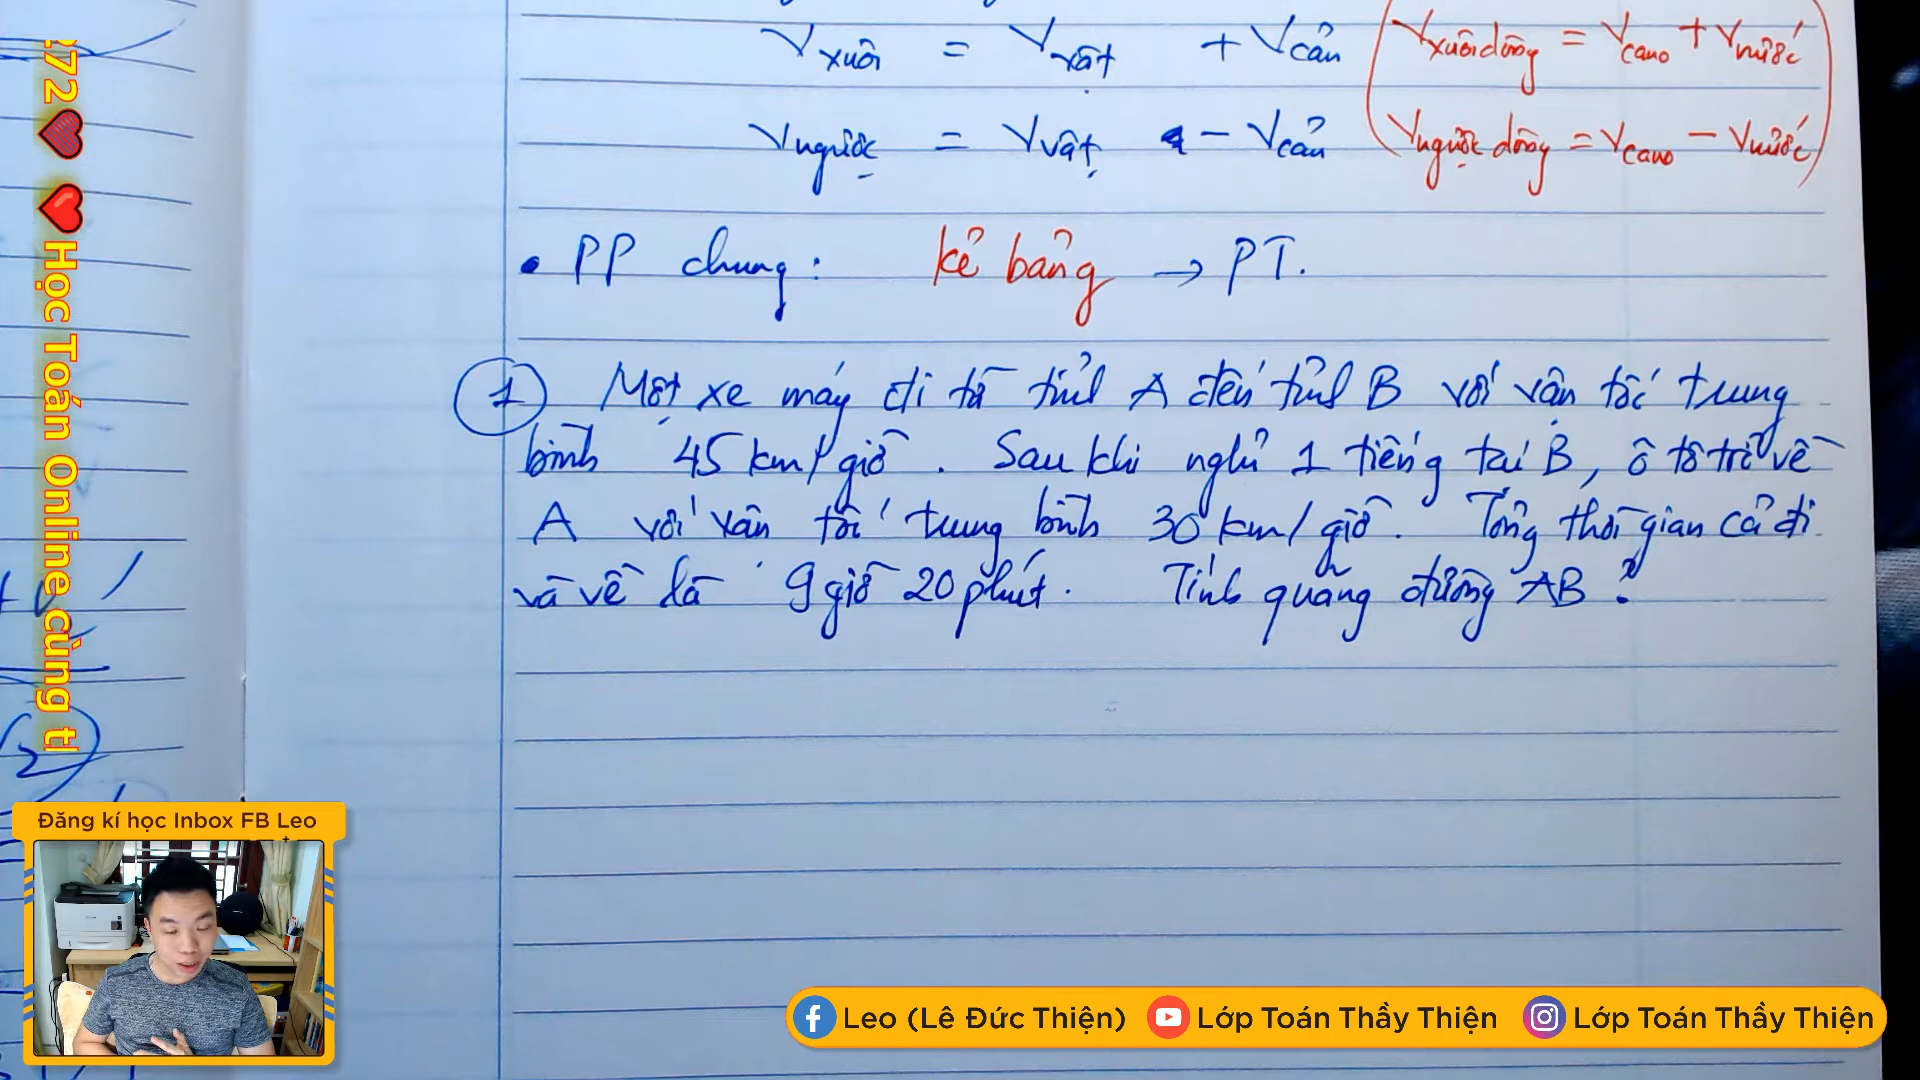 V xuôi = V vật + V cản
V xuôi dòng = V cano + V nước
V ngược = V vật - V cản
V ngược dòng = V cano - V nước
• PP chung: kẻ bảng → PT.
1 Một xe máy đi từ tỉnh A đến tỉnh B với vận tốc trung
bình 45 km/giờ. Sau khi nghỉ 1 tiếng tại B, ô tô trở về
A với vận tốc trung bình 30 km/giờ. Tổng thời gian cả đi
và về là 9 giờ 20 phút. Tính quãng đường AB?
2
272 ♥ ♥ Học Toán Online cùng t
Đăng kí học Inbox FB Leo
Leo (Lê Đức Thiện) Lớp Toán Thầy Thiện Lớp Toán Thầy Thiện